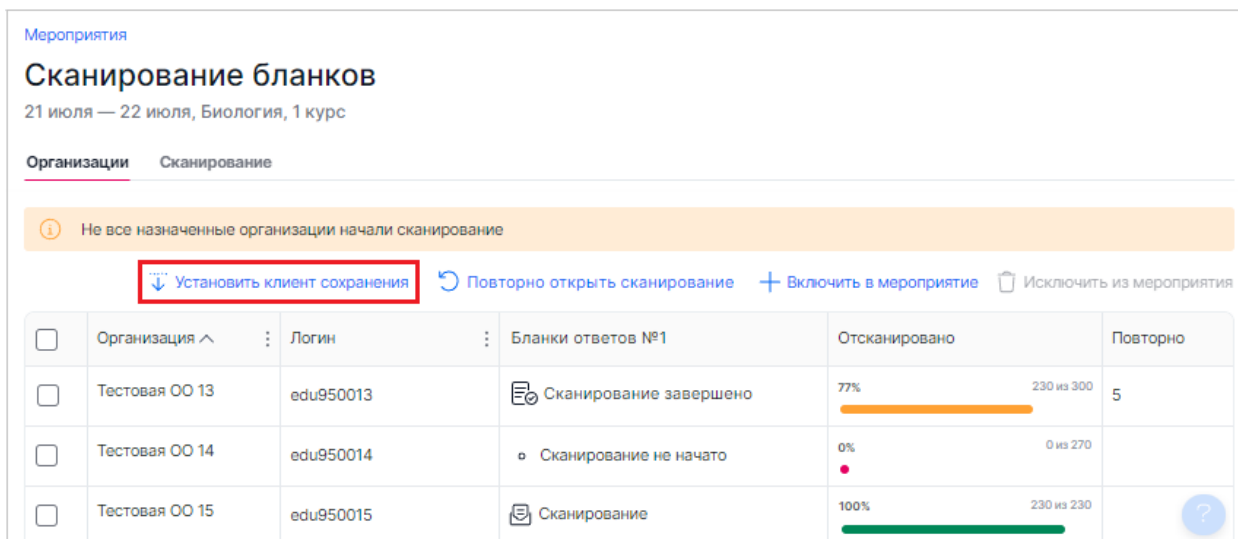 Мероприятия
Сканирование бланков
21 июля — 22 июля, Биология, 1 курс
Организации Сканирование
Не все назначенные организации начали сканирование
Установить клиент сохранения Повторно открыть сканирование Включить в мероприятие Исключить из мероприятия
Организация Логин Бланки ответов №1 Отсканировано Повторно
Тестовая ОО 13 edu950013 Сканирование завершено 77% 230 из 300 5
Тестовая ОО 14 edu950014 Сканирование не начато 0% 0 из 270
Тестовая ОО 15 edu950015 Сканирование 100% 230 из 230
?